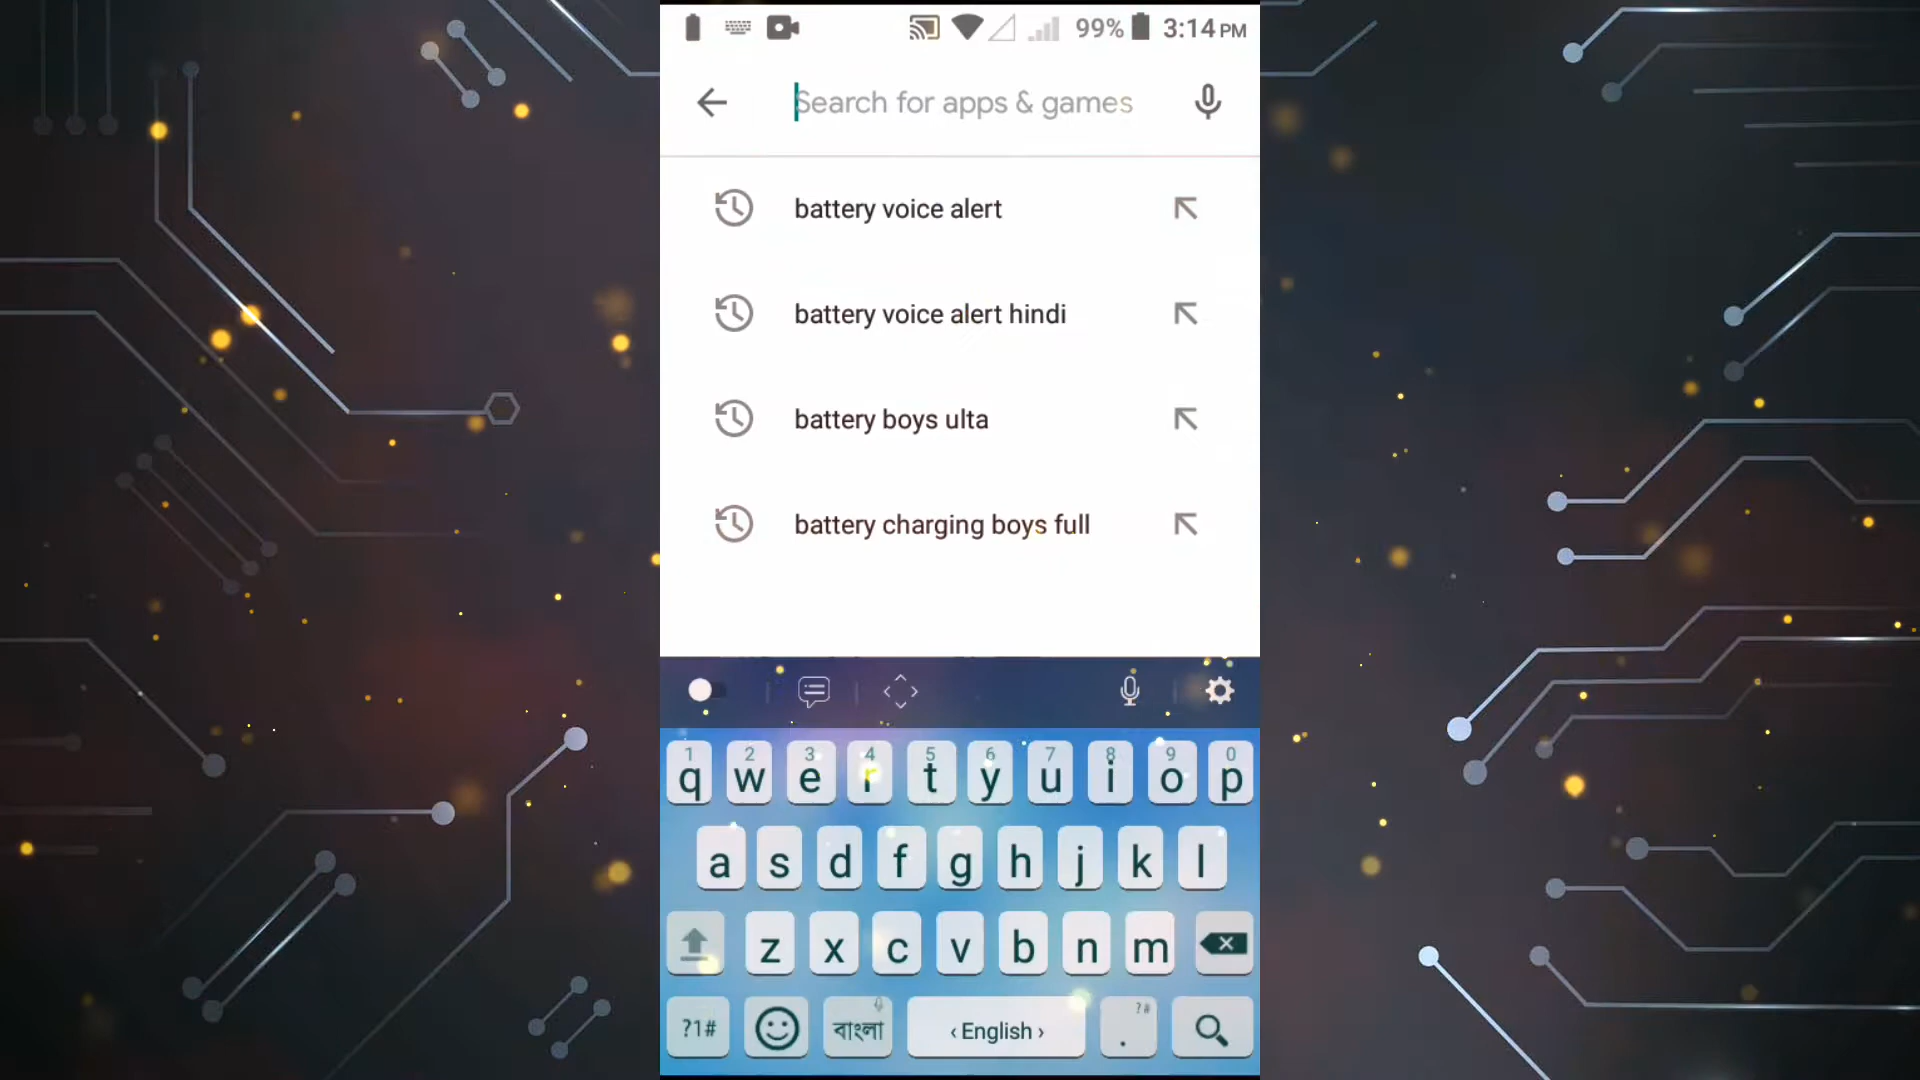 99% 3:14 PM
Search for apps & games
battery voice alert
battery voice alert hindi
battery boys ulta
battery charging boys full
1 2 3 4 5 6 7 8 9 0
q w e r t y u i o p
a s d f g h j k l
z x c v b n m
?1# বাংলা ‹ English › . ?#